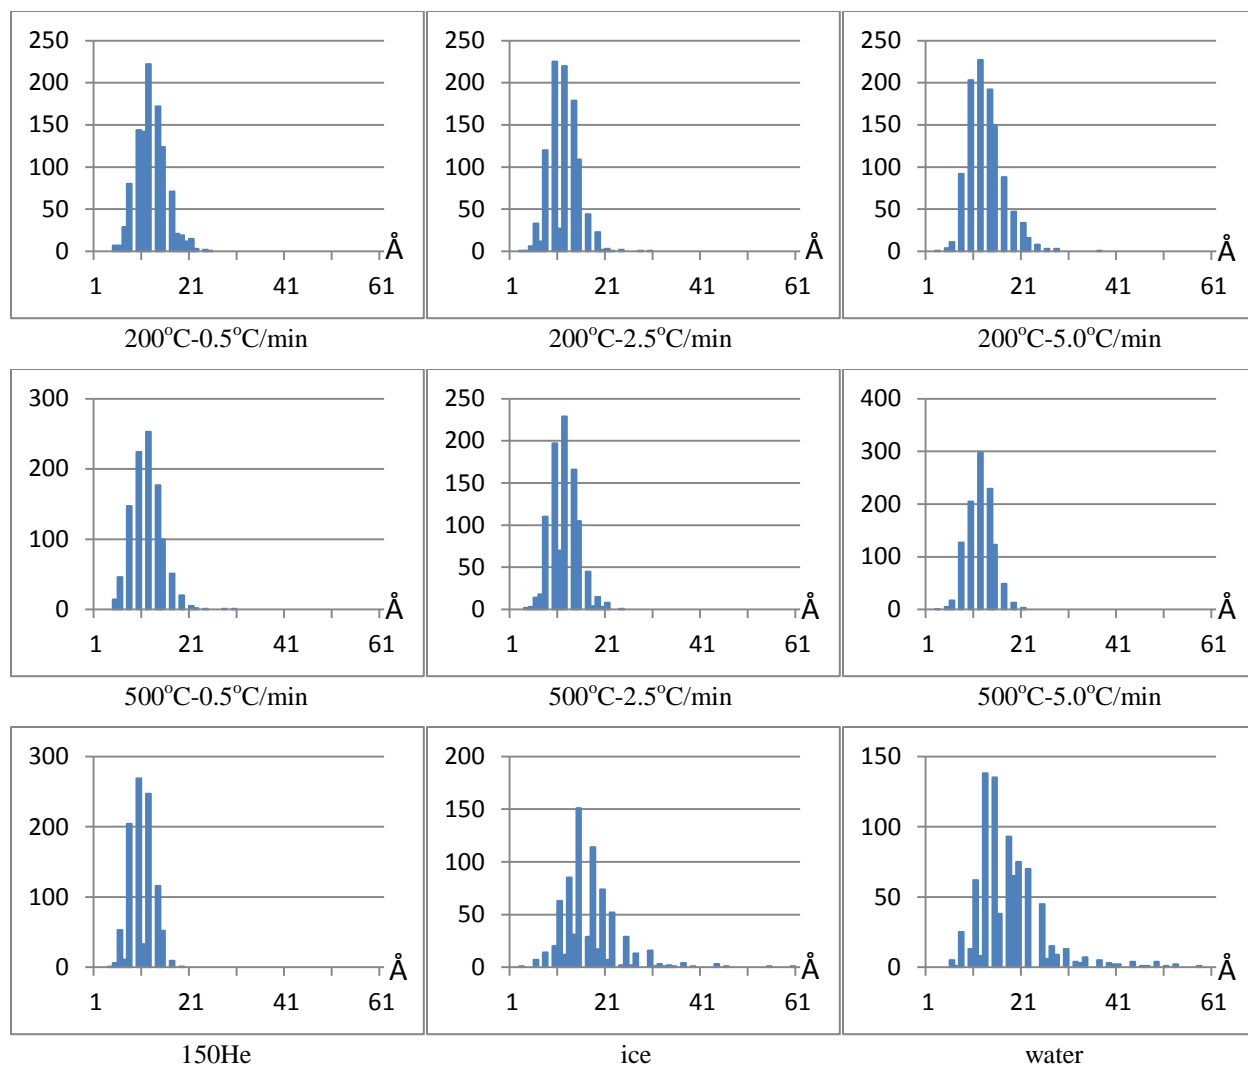 250
200
150
100
50
0
Å
1 21 41 61
200°C-0.5°C/min
250
200
150
100
50
0
Å
1 21 41 61
200°C-2.5°C/min
250
200
150
100
50
0
Å
1 21 41 61
200°C-5.0°C/min
300
200
100
0
Å
1 21 41 61
500°C-0.5°C/min
250
200
150
100
50
0
Å
1 21 41 61
500°C-2.5°C/min
400
300
200
100
0
Å
1 21 41 61
500°C-5.0°C/min
300
200
100
0
Å
1 21 41 61
150He
200
150
100
50
0
Å
1 21 41 61
ice
150
100
50
0
Å
1 21 41 61
water